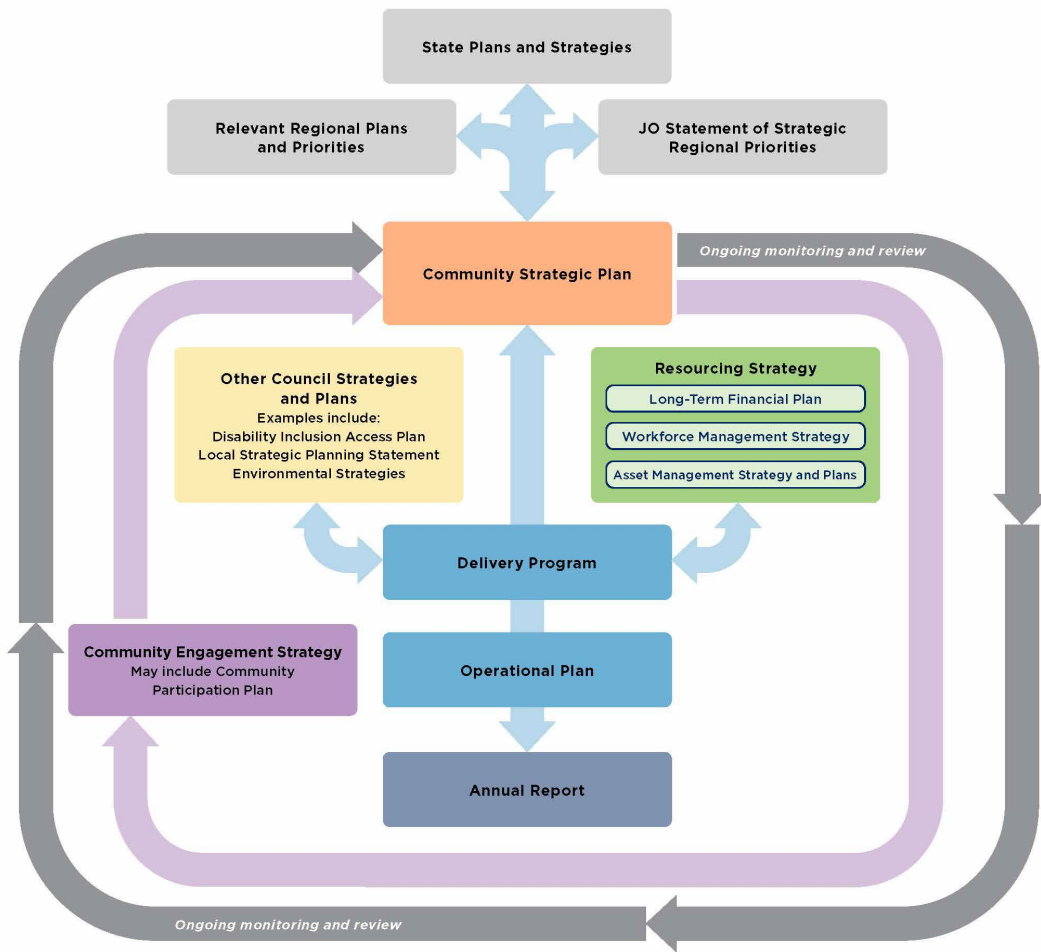 State Plans and Strategies
Relevant Regional Plans
and Priorities
JO Statement of Strategic
Regional Priorities
Community Strategic Plan
Ongoing monitoring and review
Other Council Strategies
and Plans
Examples include:
Disability Inclusion Access Plan
Local Strategic Planning Statement
Environmental Strategies
Resourcing Strategy
Long-Term Financial Plan
Workforce Management Strategy
Asset Management Strategy and Plans
Delivery Program
Community Engagement Strategy
May include Community
Participation Plan
Operational Plan
Annual Report
Ongoing monitoring and review